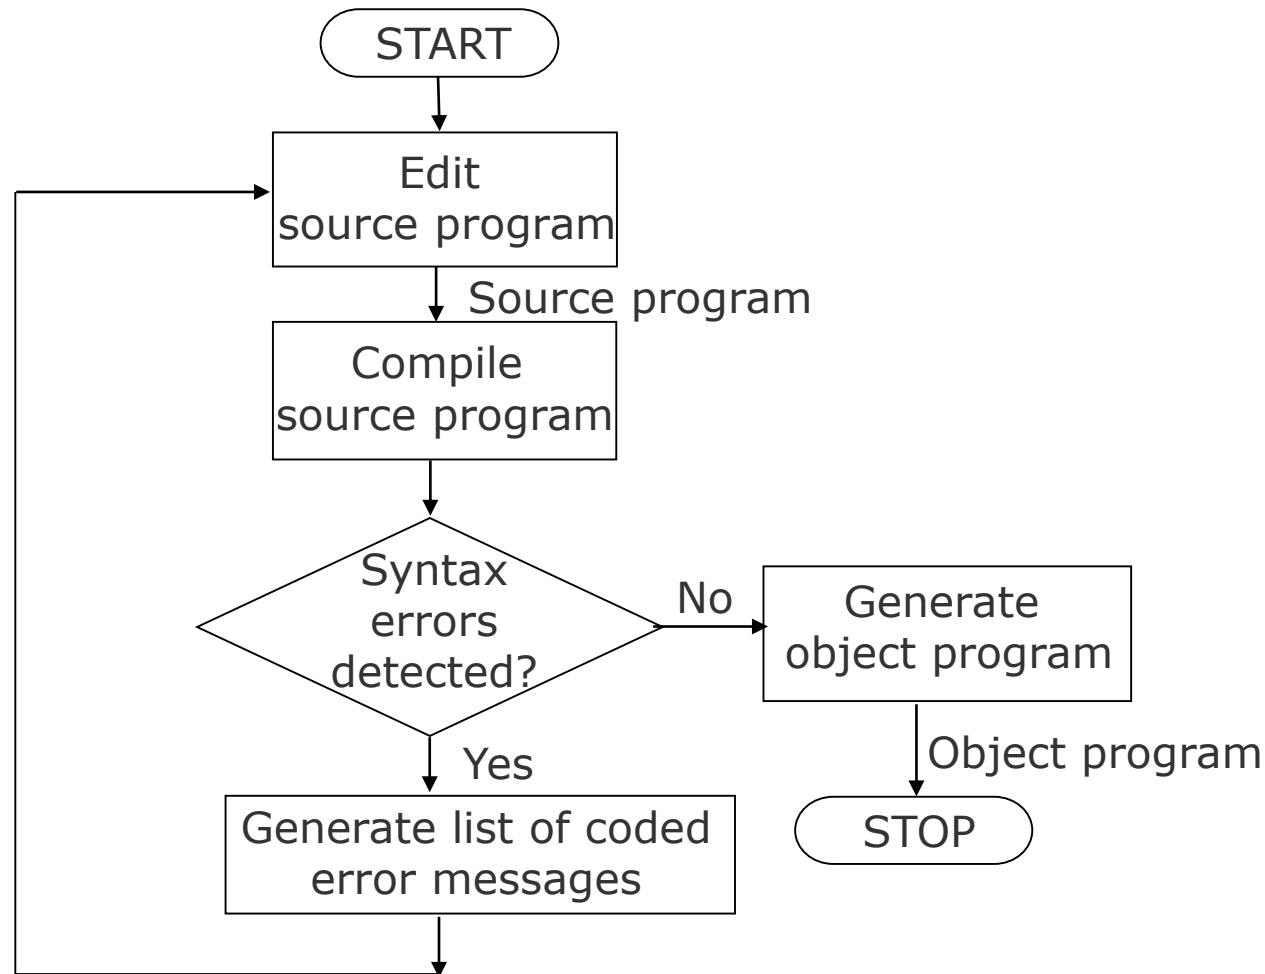 START
Edit
source program
Source program
Compile
source program
Syntax
errors
detected?
No
Generate
object program
Yes
Object program
Generate list of coded
error messages
STOP